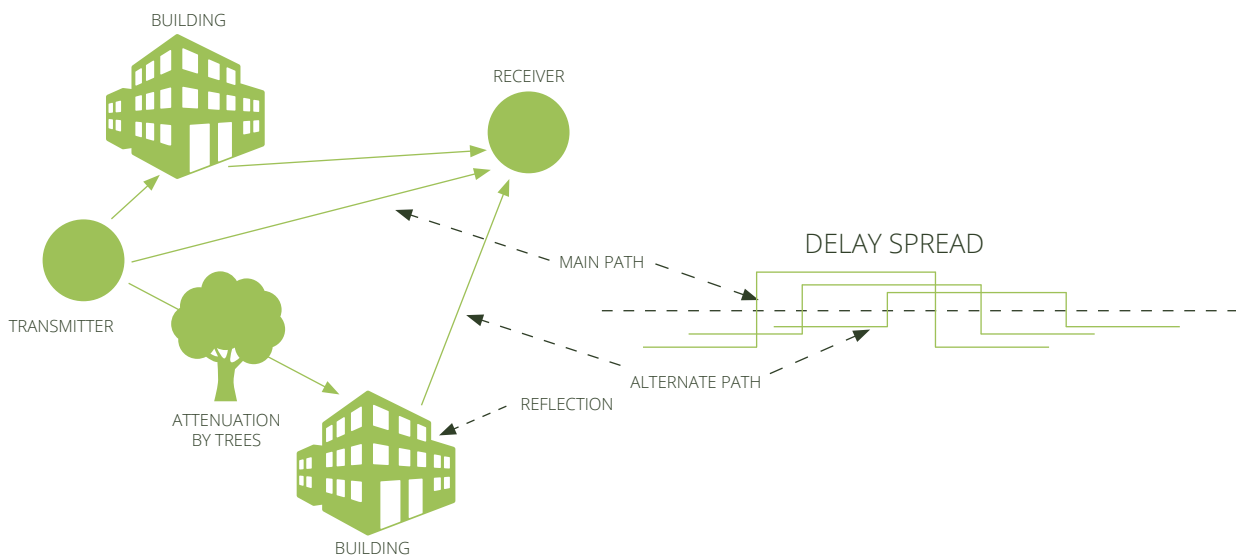 BUILDING
RECEIVER
DELAY SPREAD
MAIN PATH
TRANSMITTER
ALTERNATE PATH
REFLECTION
ATTENUATION
BY TREES
BUILDING